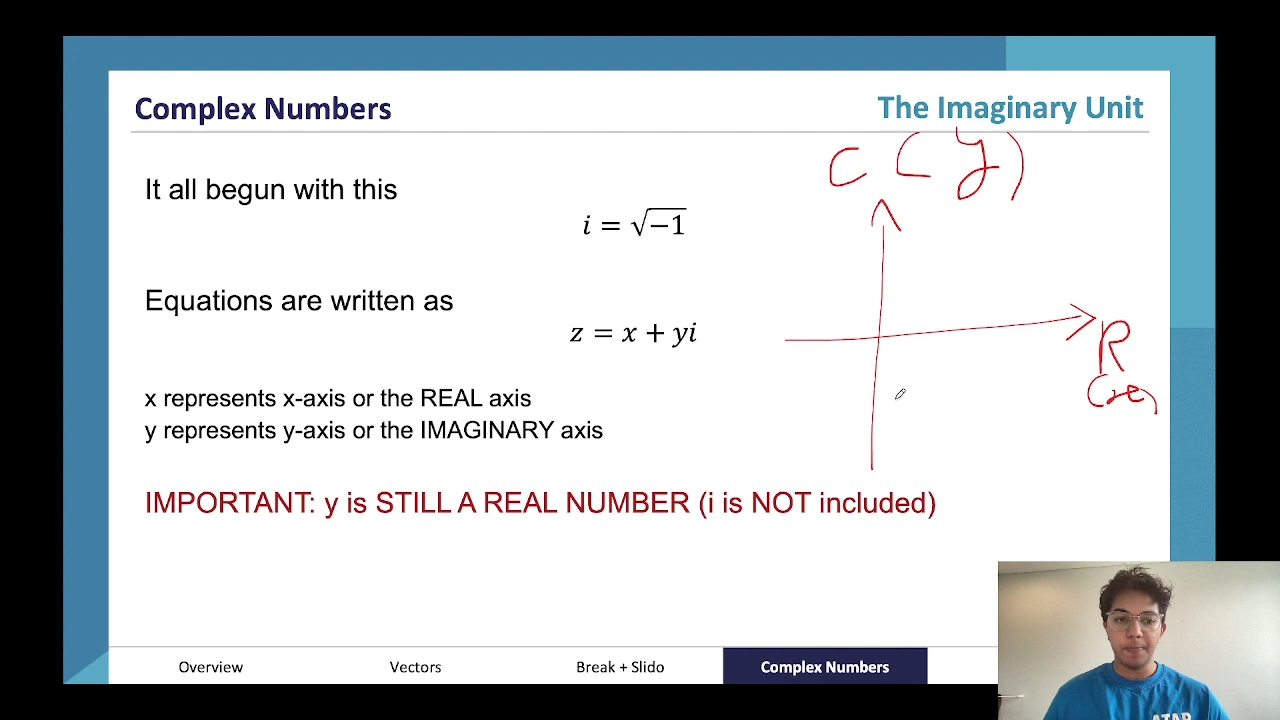 Complex Numbers
The Imaginary Unit
C (y)
It all begun with this
i = √−1
Equations are written as
z = x + yi
R
x represents x-axis or the REAL axis
y represents y-axis or the IMAGINARY axis
IMPORTANT: y is STILL A REAL NUMBER (i is NOT included)
Overview
Vectors
Break + Slido
Complex Numbers
ATAR